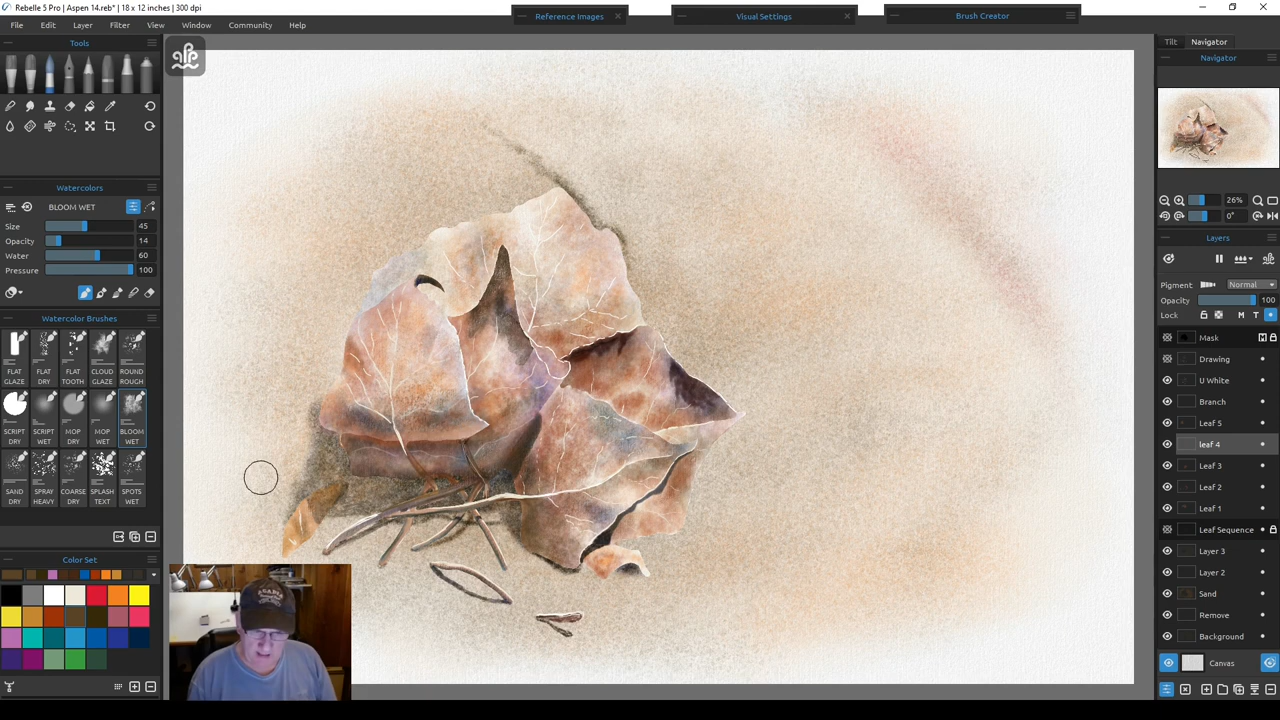 Rebelle 5 Pro | Aspen 14.reb* | 18 x 12 inches | 300 dpi
Reference Images
Visual Settings
Brush Creator
File Edit Layer Filter View Window Community Help
Tools
Tilt Navigator
Navigator
Watercolors
BLOOM WET
Size 45
Opacity 14
Water 60
Pressure 100
26%
0°
Layers
Pigment Normal
Opacity 100
Lock M T
Watercolor Brushes
FLAT GLAZE
FLAT DRY
FLAT TOOTH
CLOUD GLAZE
ROUND ROUGH
SCRIPT DRY
SCRIPT WET
MOP DRY
MOP WET
BLOOM WET
SAND DRY
SPRAY HEAVY
COARSE DRY
SPLASH TEXT
SPOTS WET
Mask
Drawing
U White
Branch
Leaf 5
leaf 4
Leaf 3
Leaf 2
Leaf 1
Leaf Sequence
Layer 3
Layer 2
Sand
Remove
Background
Canvas
Color Set